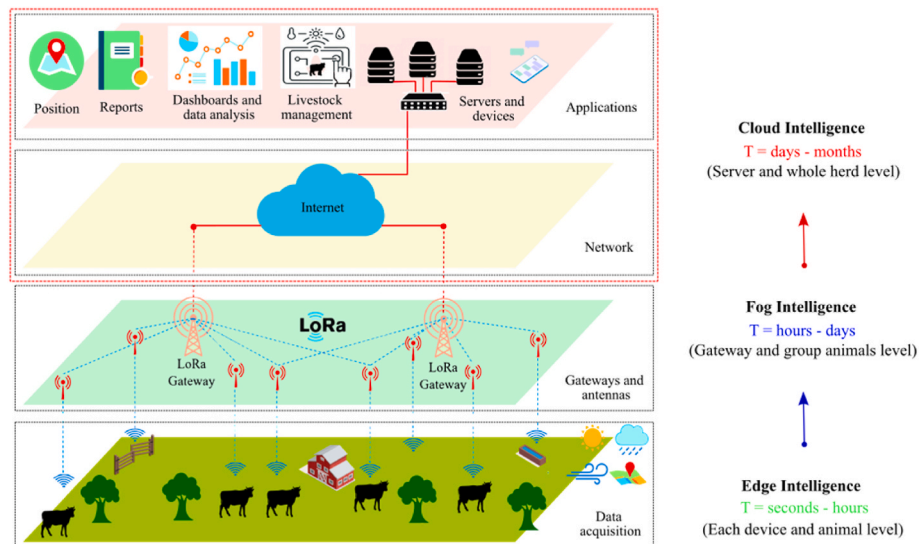 Position
Reports
Dashboards and
data analysis
Livestock
management
Servers and
devices
Applications
Internet
Network
LoRa
LoRa
Gateway
LoRa
Gateway
Gateways and
antennas
Data
acquisition
Cloud Intelligence
T = days - months
(Server and whole herd level)
Fog Intelligence
T = hours - days
(Gateway and group animals level)
Edge Intelligence
T = seconds - hours
(Each device and animal level)